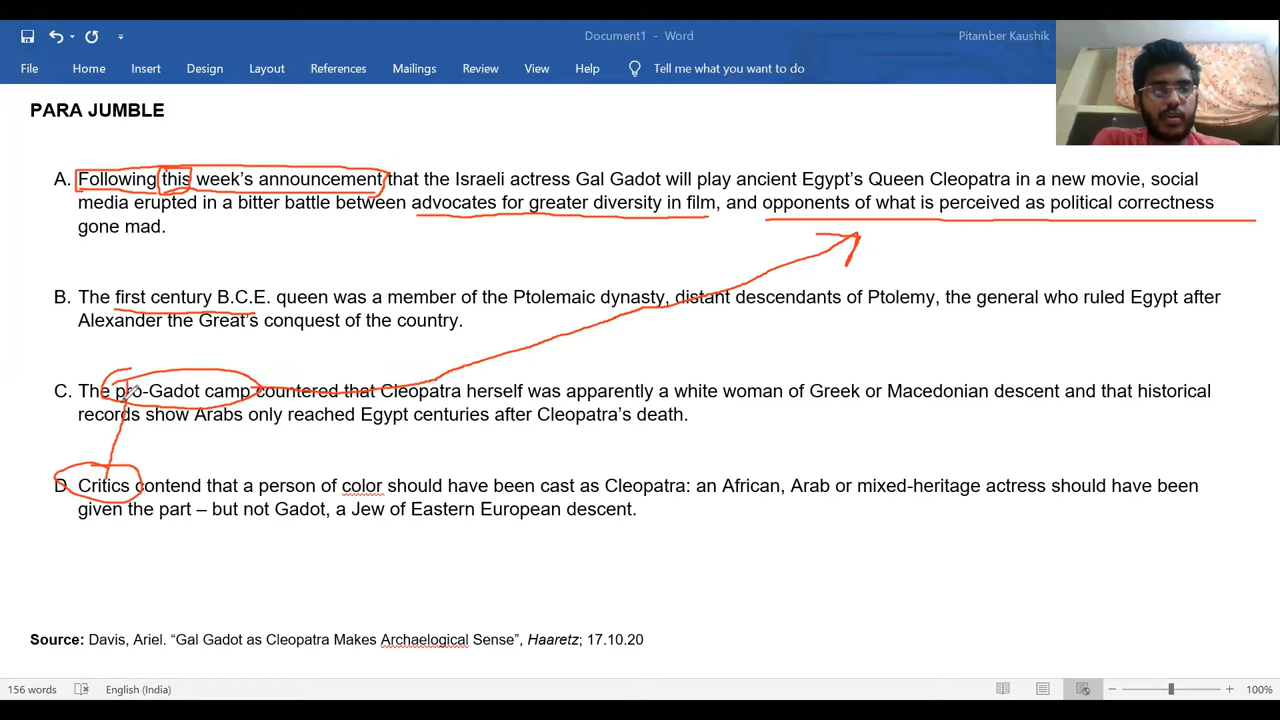 Document1 - Word
Pitamber Kaushik
File Home Insert Design Layout References Mailings Review View Help Tell me what you want to do
PARA JUMBLE
A. Following this week's announcement that the Israeli actress Gal Gadot will play ancient Egypt's Queen Cleopatra in a new movie, social
media erupted in a bitter battle between advocates for greater diversity in film, and opponents of what is perceived as political correctness
gone mad.
B. The first century B.C.E. queen was a member of the Ptolemaic dynasty, distant descendants of Ptolemy, the general who ruled Egypt after
Alexander the Great's conquest of the country.
C. The pro-Gadot camp countered that Cleopatra herself was apparently a white woman of Greek or Macedonian descent and that historical
records show Arabs only reached Egypt centuries after Cleopatra's death.
D. Critics contend that a person of color should have been cast as Cleopatra: an African, Arab or mixed-heritage actress should have been
given the part – but not Gadot, a Jew of Eastern European descent.
Source: Davis, Ariel. “Gal Gadot as Cleopatra Makes Archaelogical Sense”, Haaretz; 17.10.20
156 words English (India) 100%